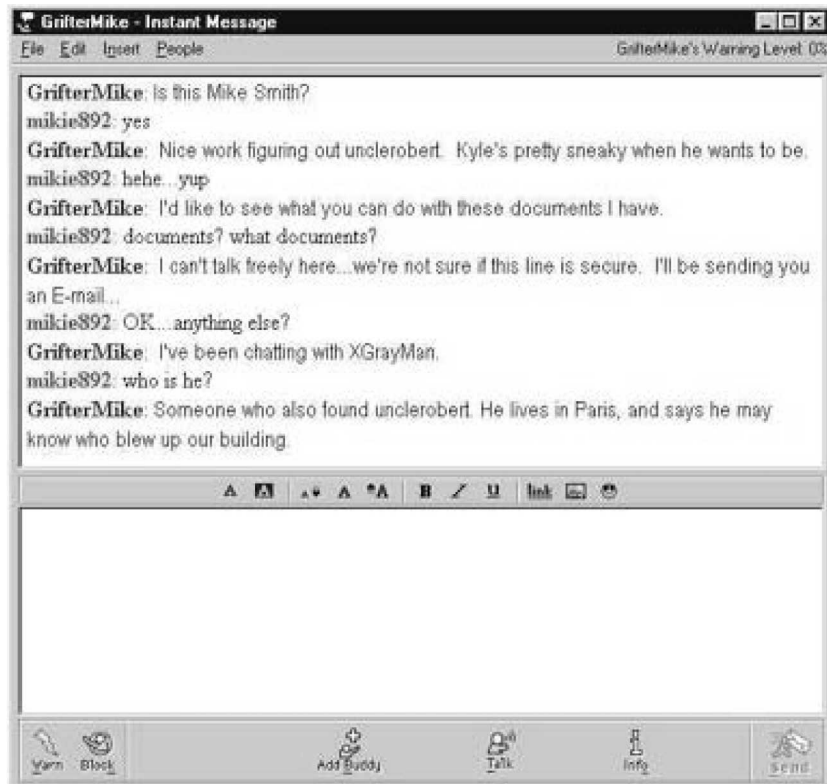 GrifterMike - Instant Message
File Edit Insert People GrifterMike's Warning Level: 0%
GrifterMike: Is this Mike Smith?
mikie892: yes
GrifterMike: Nice work figuring out unclerobert. Kyle's pretty sneaky when he wants to be.
mikie892: hehe...yup
GrifterMike: I'd like to see what you can do with these documents I have.
mikie892: documents? what documents?
GrifterMike: I can't talk freely here...we're not sure if this line is secure. I'll be sending you
an E-mail...
mikie892: OK...anything else?
GrifterMike: I've been chatting with XGrayMan.
mikie892: who is he?
GrifterMike: Someone who also found unclerobert. He lives in Paris, and says he may
know who blew up our building.
A A A A A B I U link
Warn Block Add Buddy Talk Info Send